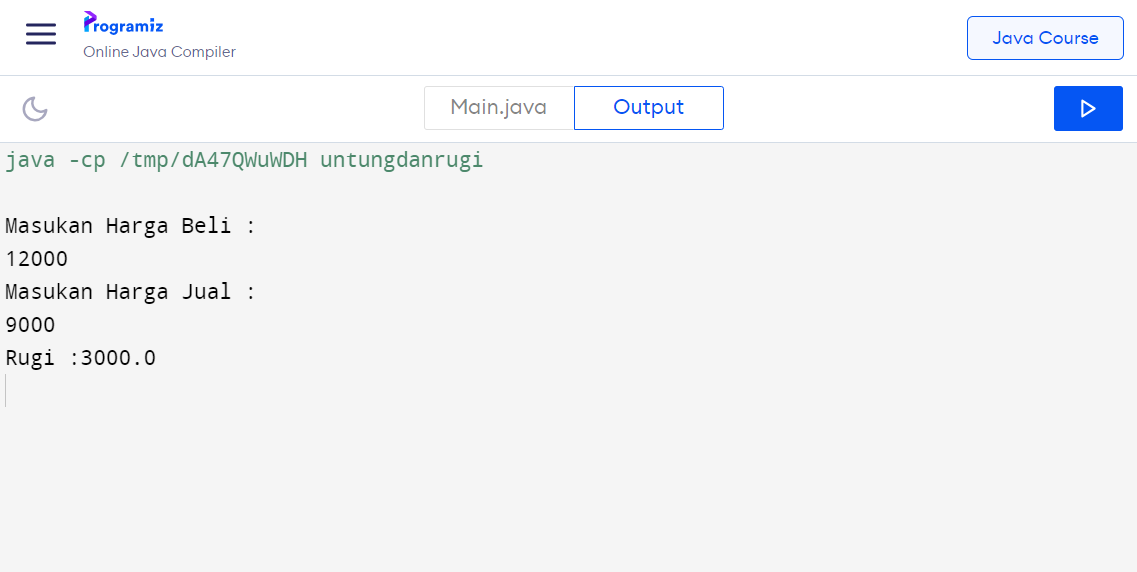 Programiz
Online Java Compiler
Java Course
Main.java
Output
java -cp /tmp/dA47QWuWDH untungdanrugi
Masukan Harga Beli :
12000
Masukan Harga Jual :
9000
Rugi :3000.0